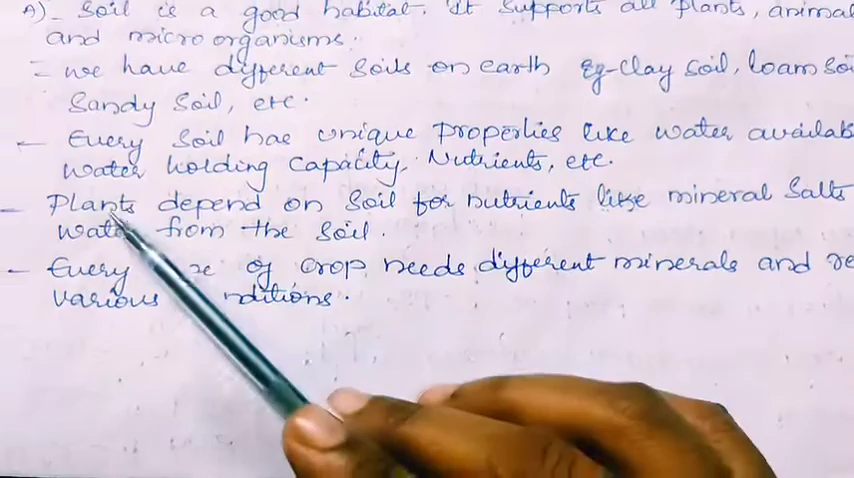 A) - Soil is a good habitat. It supports all plants, animal
and micro organisms.
= we have different soils on earth Eg-Clay soil, loam soi
Sandy Soil, etc.
- Every Soil has unique properties like water availab
water holding capacity, Nutrients, etc.
- Plants depend on Soil for nutrients like mineral Salts
wate from the Soil.
- Every of crop needs different minerals and re
various nditions.